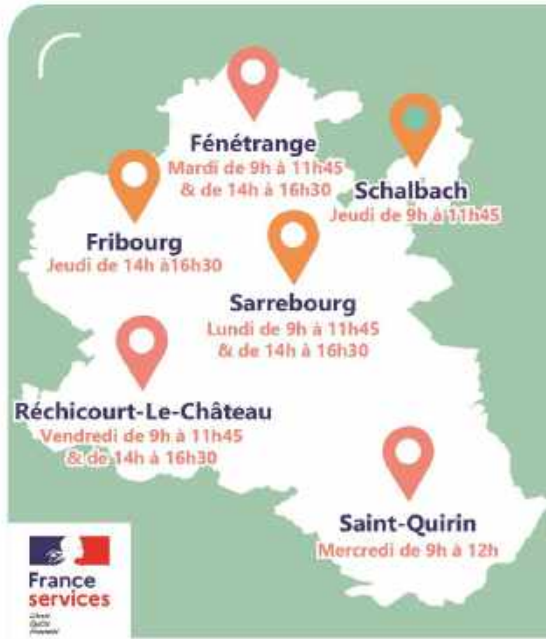 Fénétrange
Mardi de 9h à 11h45
& de 14h à 16h30
Schalbach
Jeudi de 9h à 11h45
Fribourg
Jeudi de 14h à16h30
Sarrebourg
Lundi de 9h à 11h45
& de 14h à 16h30
Réchicourt-Le-Château
Vendredi de 9h à 11h45
& de 14h à 16h30
Saint-Quirin
Mercredi de 9h à 12h
France
services